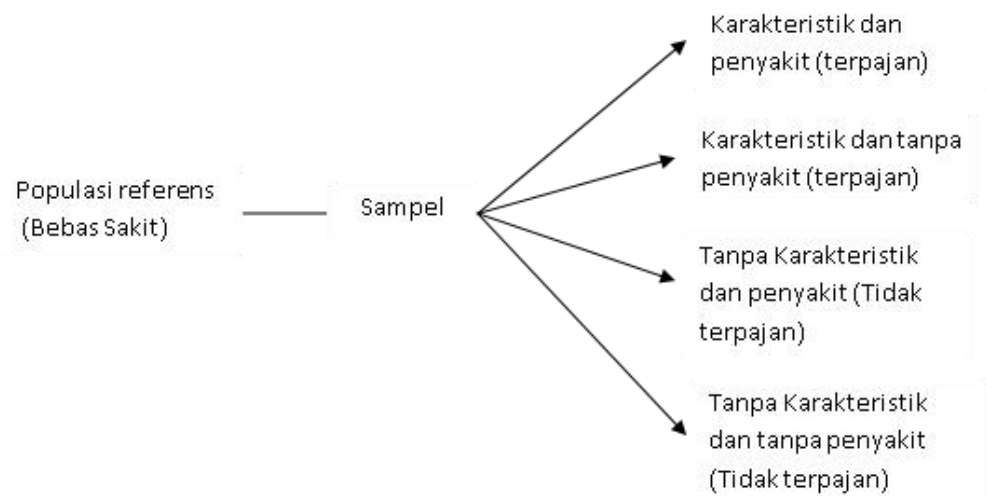 Populasi referens
(Bebas Sakit)
Sampel
Karakteristik dan
penyakit (terpajan)
Karakteristik dan tanpa
penyakit (terpajan)
Tanpa Karakteristik
dan penyakit (Tidak
terpajan)
Tanpa Karakteristik
dan tanpa penyakit
(Tidak terpajan)